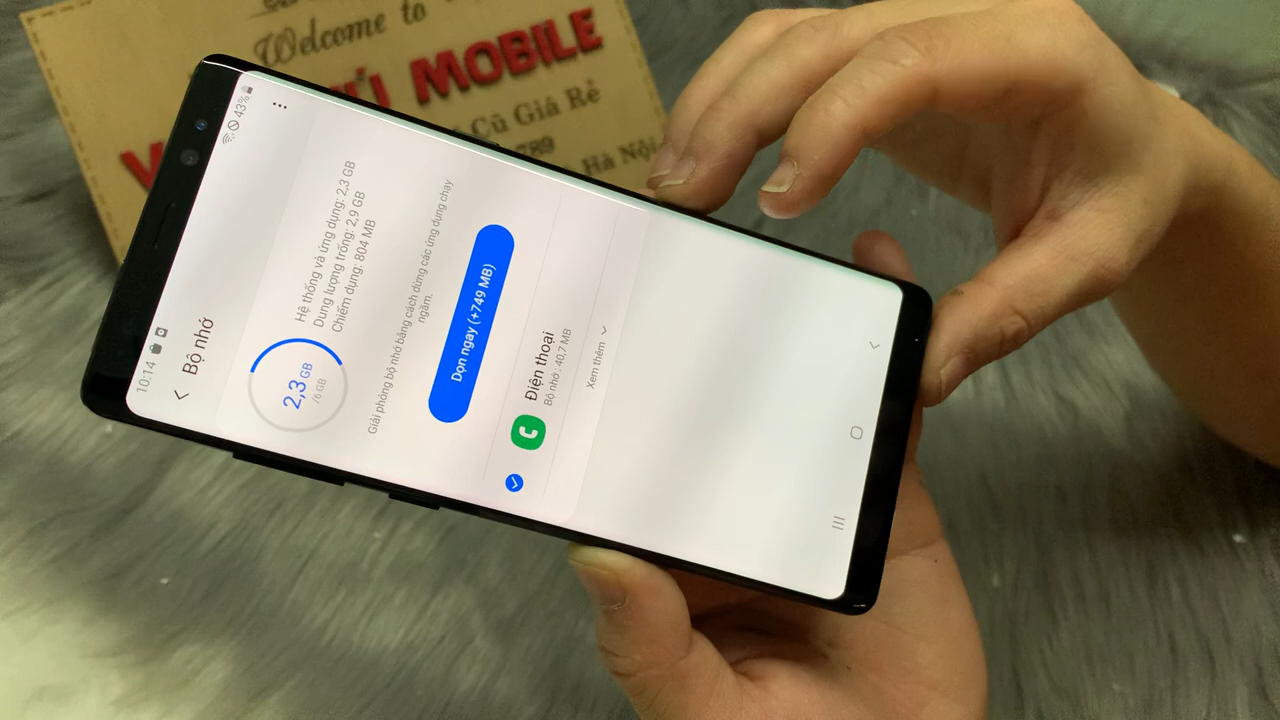 Welcome to
MOBILE
Cũ Giá Rẻ
789
Hà Nội
10:14
43%
Bộ nhớ
2,3 GB
/6 GB
Hệ thống và ứng dụng: 2,3 GB
Dung lượng trống: 2,9 GB
Chiếm dụng: 804 MB
Giải phóng bộ nhớ bằng cách dừng các ứng dụng chạy
ngầm.
Dọn ngay (+749 MB)
Điện thoại
Bộ nhớ: 40,7 MB
Xem thêm